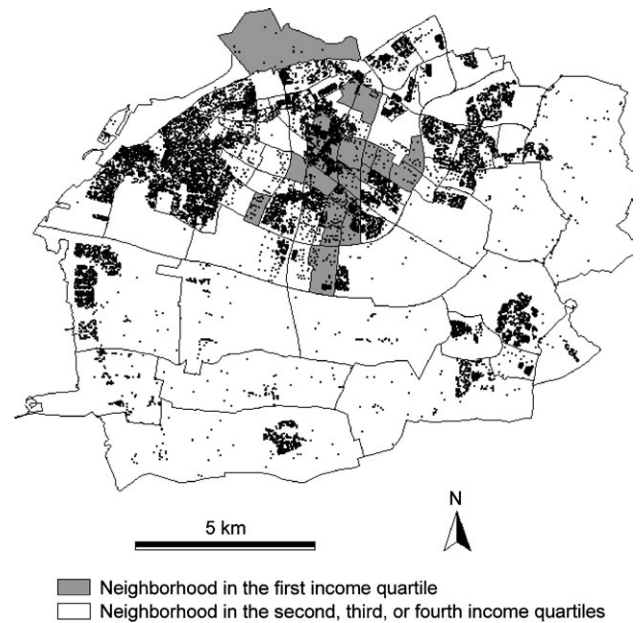 N
5 km
Neighborhood in the first income quartile
Neighborhood in the second, third, or fourth income quartiles